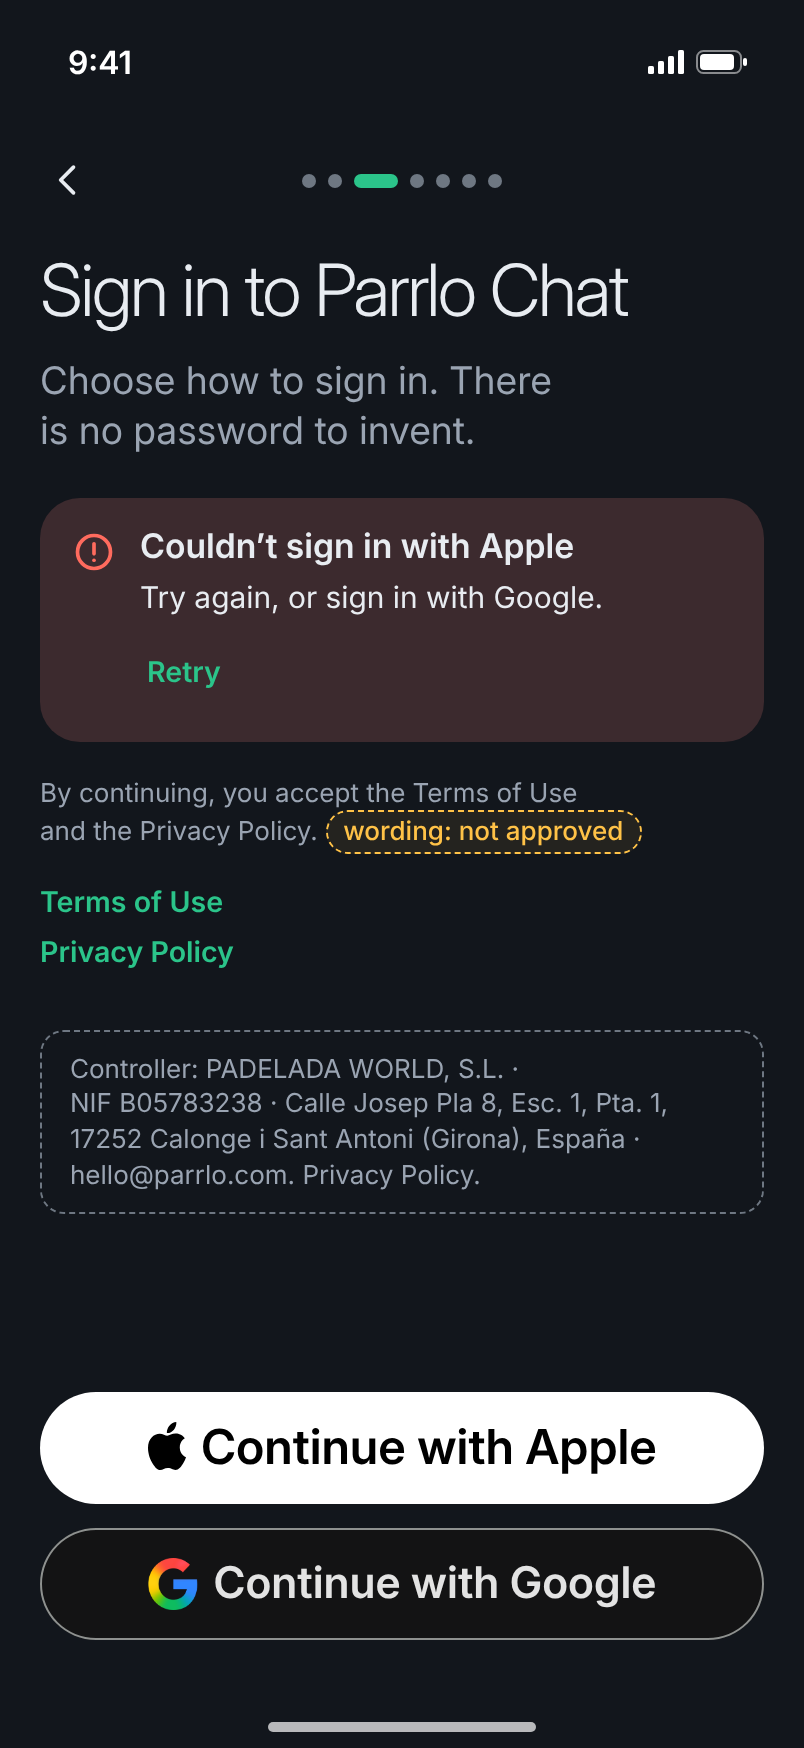 9:41
Sign in to Parrlo Chat
Choose how to sign in. There
is no password to invent.
Couldn’t sign in with Apple
Try again, or sign in with Google.
Retry
By continuing, you accept the Terms of Use
and the Privacy Policy. wording: not approved
Terms of Use
Privacy Policy
Controller: PADELADA WORLD, S.L. ·
NIF B05783238 · Calle Josep Pla 8, Esc. 1, Pta. 1,
17252 Calonge i Sant Antoni (Girona), España ·
hello@parrlo.com. Privacy Policy.
Continue with Apple
Continue with Google